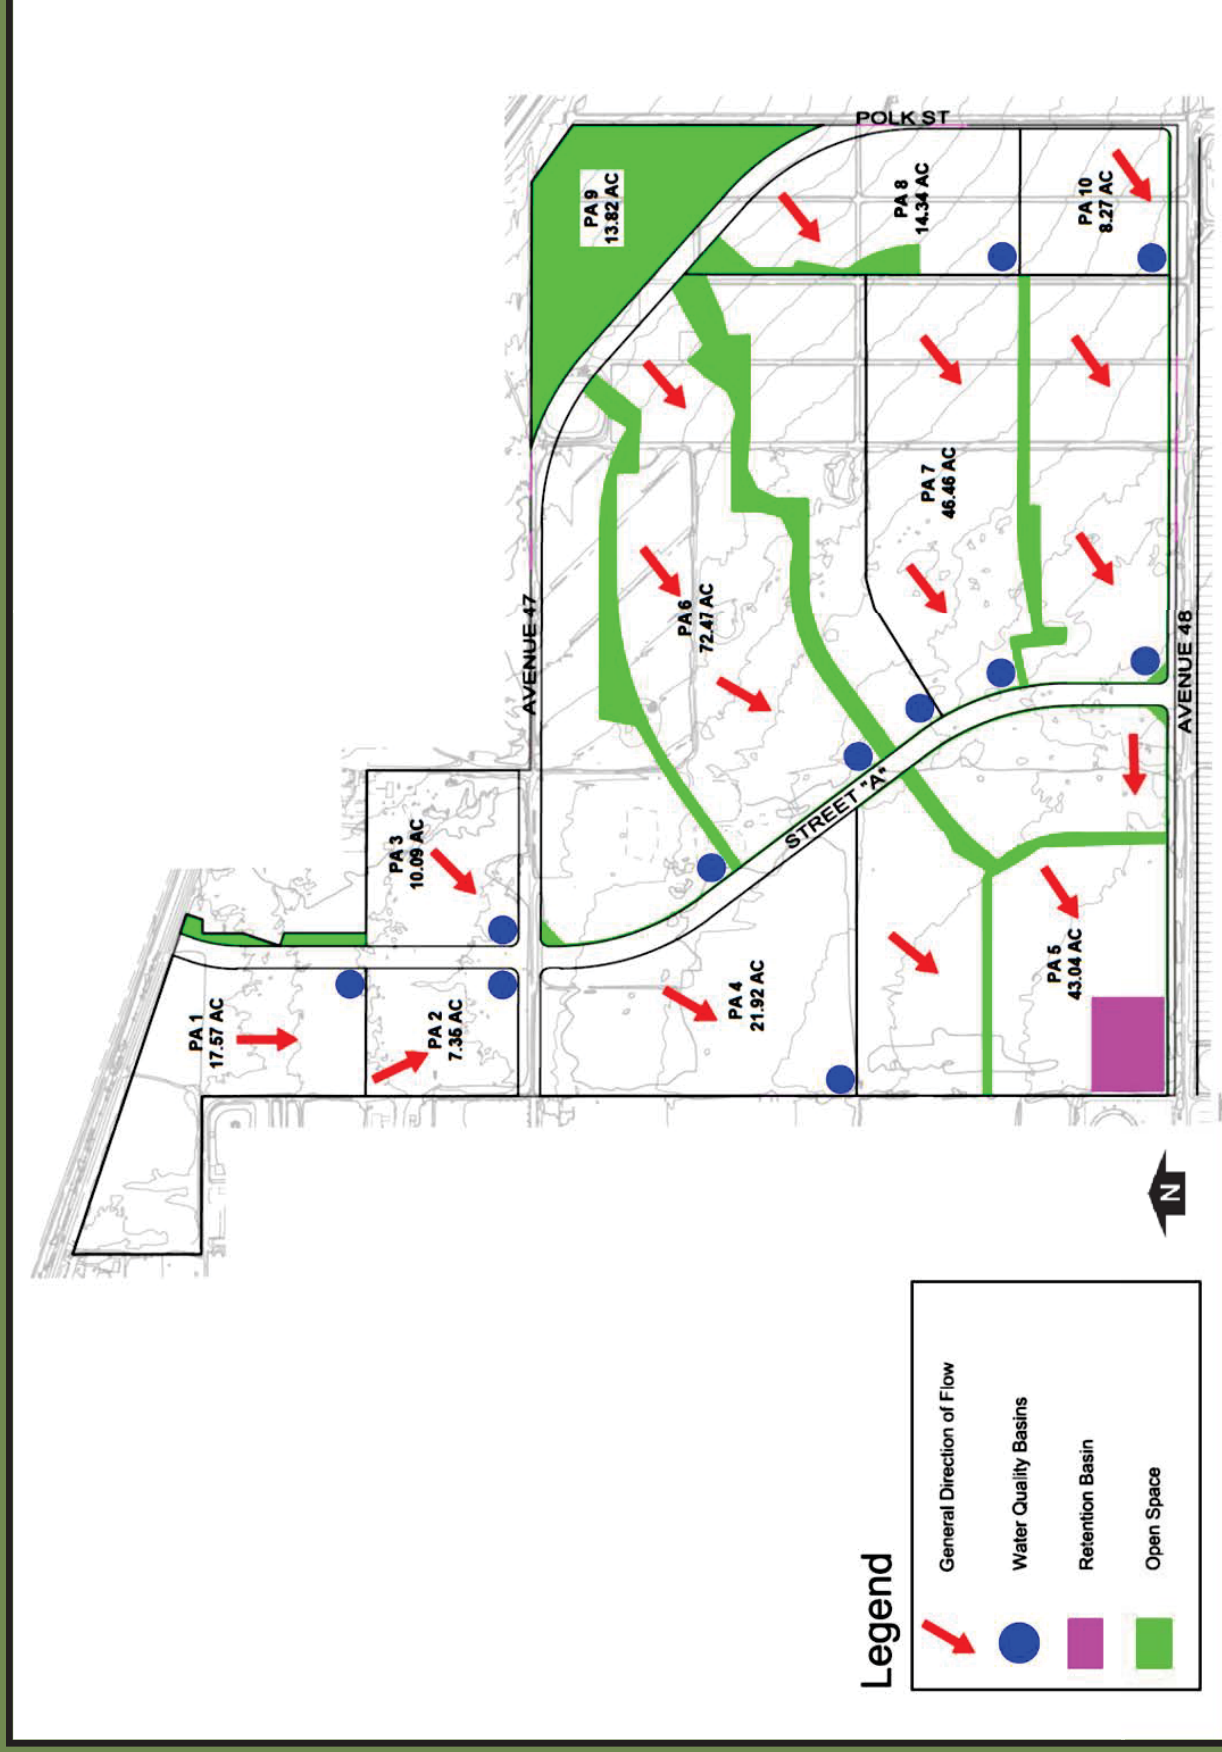 POLK ST
PA 9
13.82 AC
PA 8
14.34 AC
PA 10
8.27 AC
PA 7
46.46 AC
PA 6
72.47 AC
AVENUE 47
AVENUE 48
STREET "A"
PA 3
10.09 AC
PA 1
17.57 AC
PA 2
7.35 AC
PA 4
21.92 AC
PA 5
43.04 AC
N
Legend
General Direction of Flow
Water Quality Basins
Retention Basin
Open Space